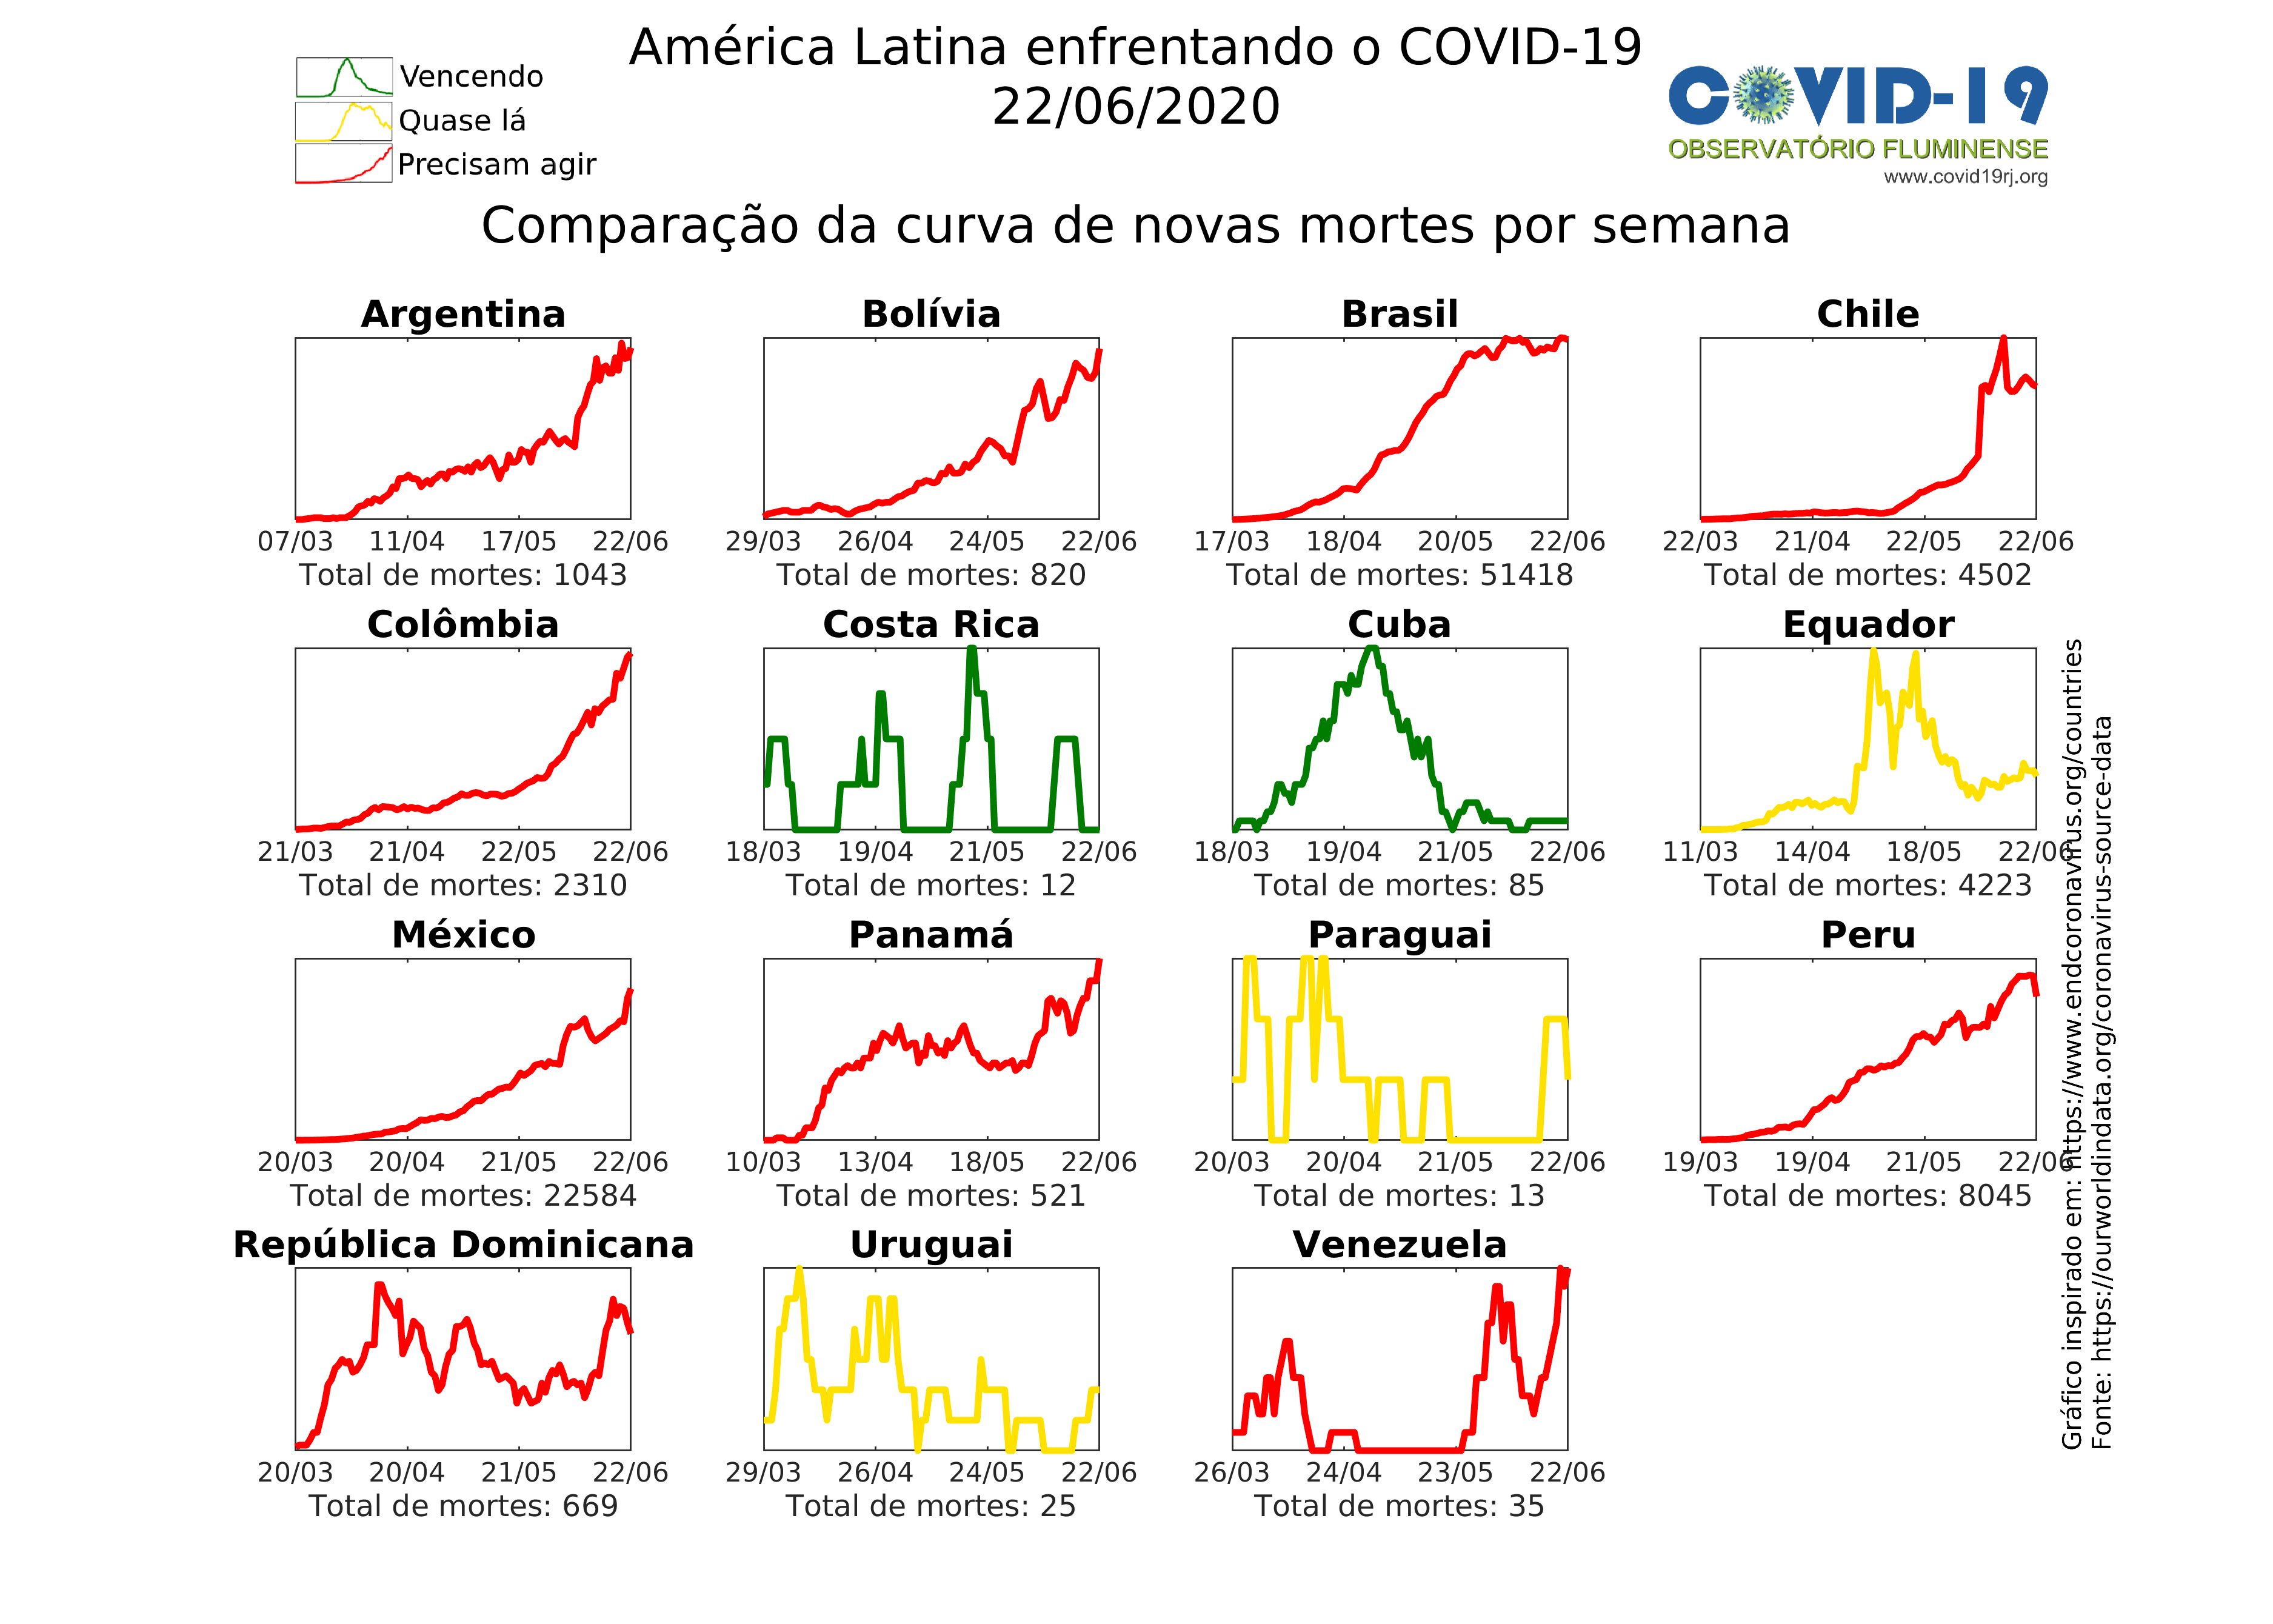 América Latina enfrentando o COVID-19
22/06/2020
Vencendo
Quase lá
Precisam agir
COVID-19
OBSERVATÓRIO FLUMINENSE
www.covid19rj.org
Comparação da curva de novas mortes por semana
Argentina
07/03 11/04 17/05 22/06
Total de mortes: 1043
Bolívia
29/03 26/04 24/05 22/06
Total de mortes: 820
Brasil
17/03 18/04 20/05 22/06
Total de mortes: 51418
Chile
22/03 21/04 22/05 22/06
Total de mortes: 4502
Colômbia
21/03 21/04 22/05 22/06
Total de mortes: 2310
Costa Rica
18/03 19/04 21/05 22/06
Total de mortes: 12
Cuba
18/03 19/04 21/05 22/06
Total de mortes: 85
Equador
11/03 14/04 18/05 22/06
Total de mortes: 4223
México
20/03 20/04 21/05 22/06
Total de mortes: 22584
Panamá
10/03 13/04 18/05 22/06
Total de mortes: 521
Paraguai
20/03 20/04 21/05 22/06
Total de mortes: 13
Peru
19/03 19/04 21/05 22/06
Total de mortes: 8045
República Dominicana
20/03 20/04 21/05 22/06
Total de mortes: 669
Uruguai
29/03 26/04 24/05 22/06
Total de mortes: 25
Venezuela
26/03 24/04 23/05 22/06
Total de mortes: 35
Gráfico inspirado em: https://www.endcoronavirus.org/countries
Fonte: https://ourworldindata.org/coronavirus-source-data